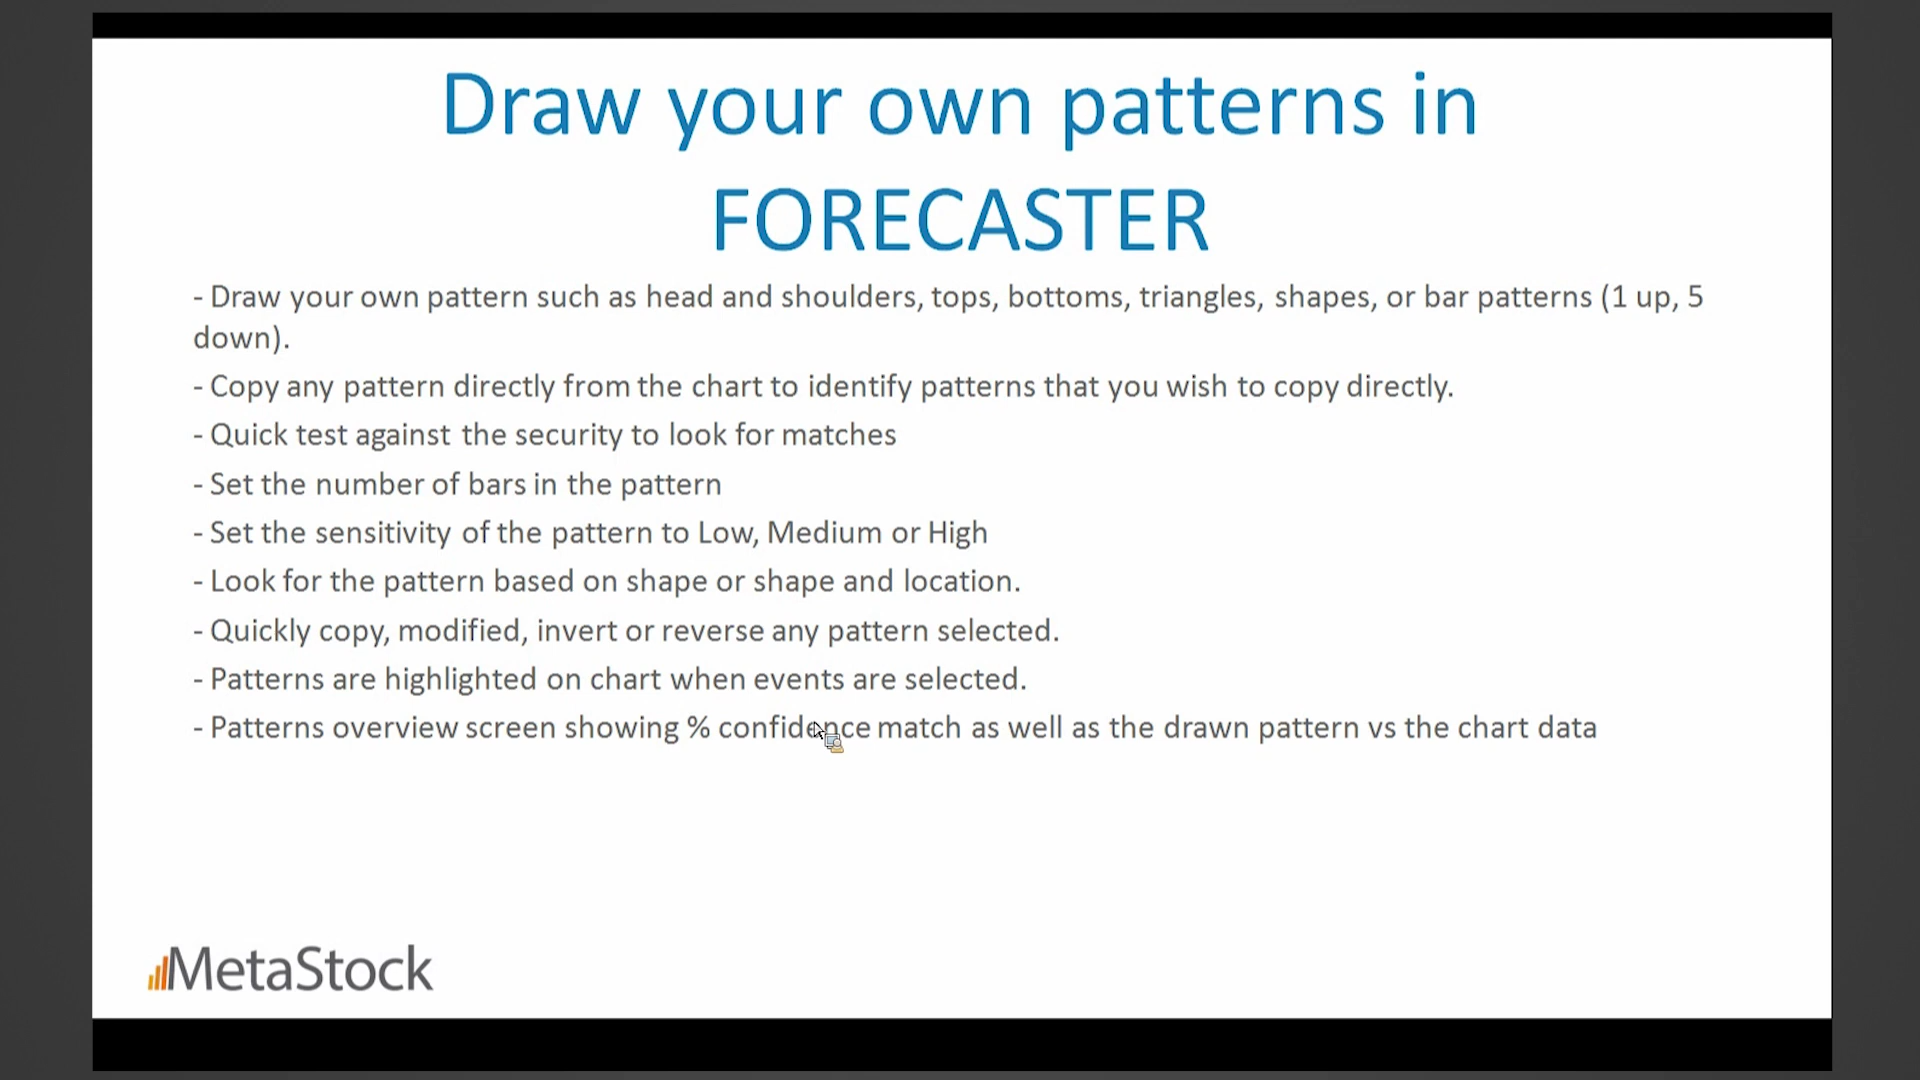 Draw your own patterns in
FORECASTER
- Draw your own pattern such as head and shoulders, tops, bottoms, triangles, shapes, or bar patterns (1 up, 5
down).
- Copy any pattern directly from the chart to identify patterns that you wish to copy directly.
- Quick test against the security to look for matches
- Set the number of bars in the pattern
- Set the sensitivity of the pattern to Low, Medium or High
- Look for the pattern based on shape or shape and location.
- Quickly copy, modified, invert or reverse any pattern selected.
- Patterns are highlighted on chart when events are selected.
- Patterns overview screen showing % confidence match as well as the drawn pattern vs the chart data
MetaStock